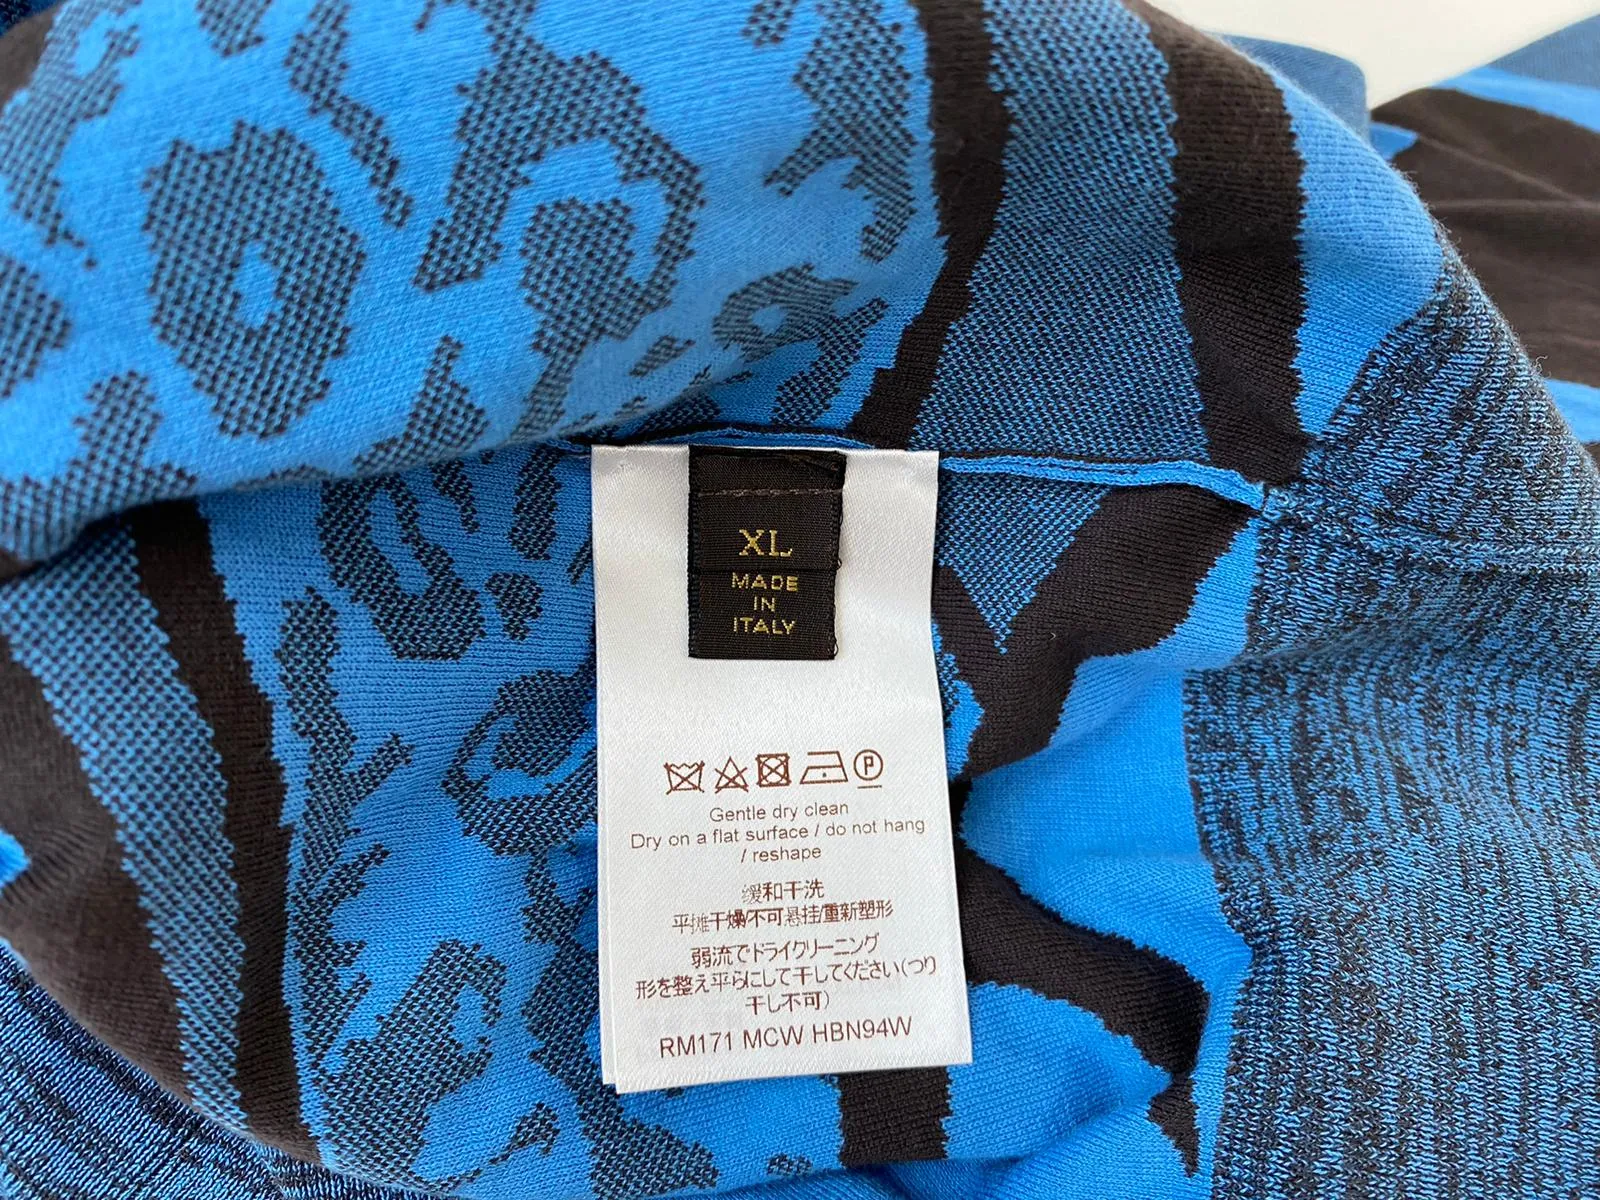 XL
MADE
IN
ITALY
P
Gentle dry clean
Dry on a flat surface / do not hang
/ reshape
缓和干洗
平摊干燥/不可悬挂/重新塑形
弱流でドライクリーニング
形を整え平らにして干してください(つり
干し不可)
RM171 MCW HBN94W